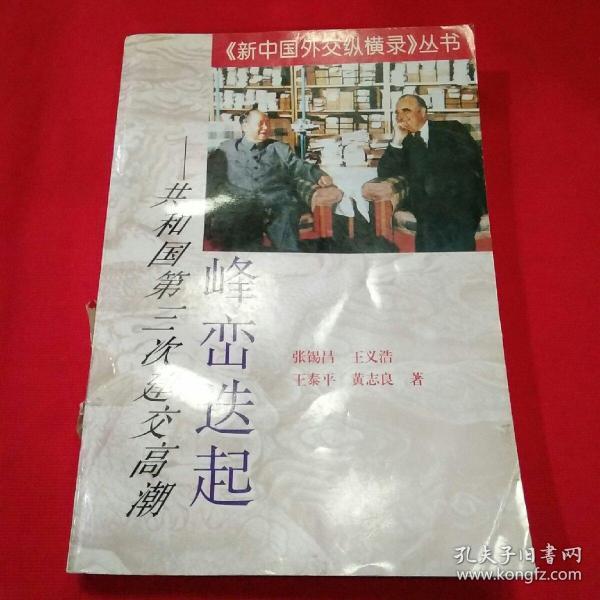 《新中国外交纵横录》丛书
峰峦迭起
——共和国第三次建交高潮
张锡昌 王义浩
王泰平 黄志良 著
孔夫子旧书网
www.kongfz.com